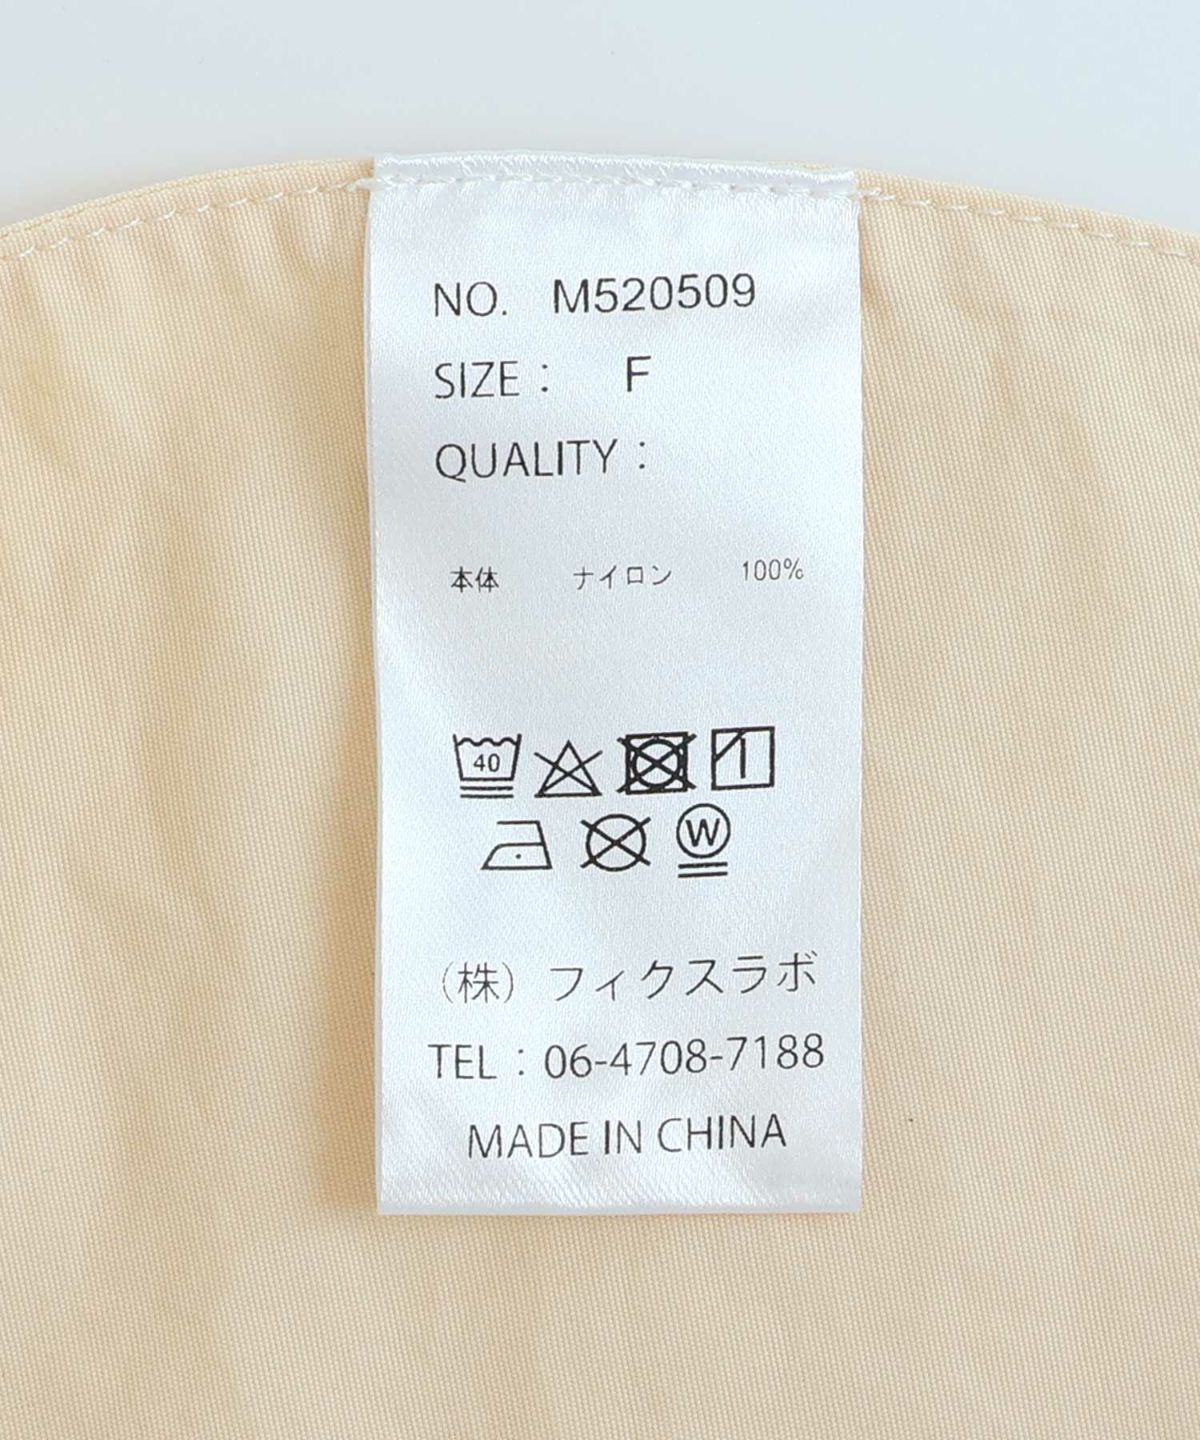 NO. M520509
SIZE： F
QUALITY：
本体 ナイロン 100%
40
W
（株）フィクスラボ
TEL：06-4708-7188
MADE IN CHINA